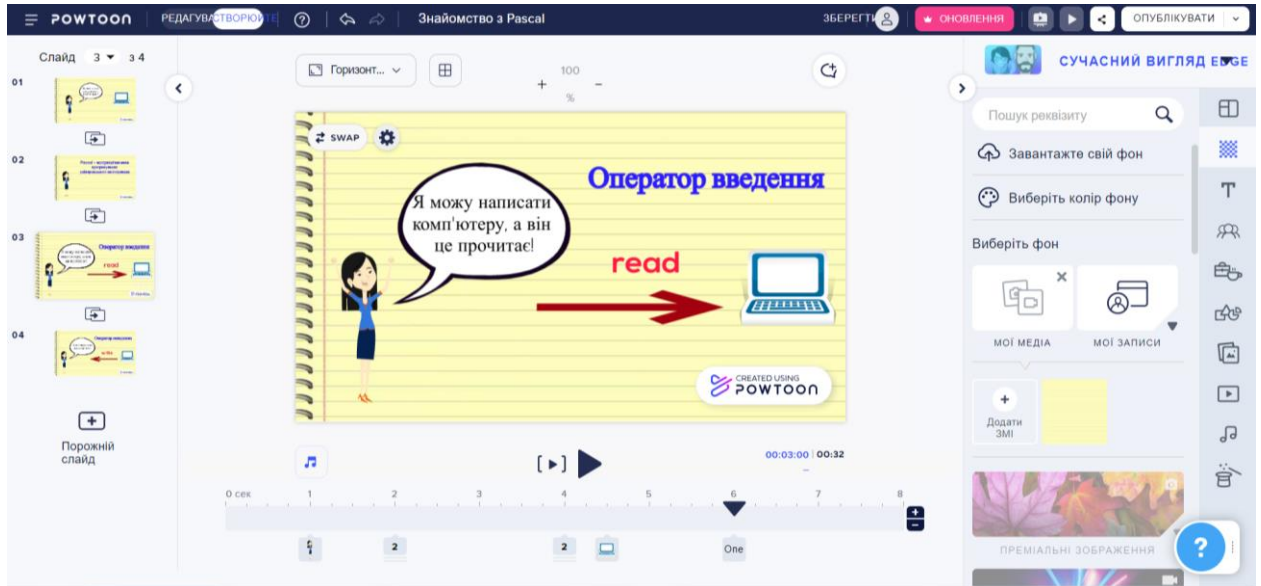 POWTOON
РЕДАГУВА
СТВОРЮЙТЕ
Знайомство з Pascal
ЗБЕРЕГТИ
ОНОВЛЕННЯ
ОПУБЛІКУВАТИ
Слайд 3 з 4
01
02
03
04
Порожній
слайд
Горизонт...
100
%
SWAP
Оператор введення
Я можу написати
комп'ютеру, а він
це прочитає!
read
CREATED USING
POWTOON
00:03:00 00:32
0 сек 1 2 3 4 5 6 7 8
2 2 One
СУЧАСНИЙ ВИГЛЯД EDGE
Пошук реквізиту
Завантажте свій фон
Виберіть колір фону
Виберіть фон
МОЇ МЕДІА МОЇ ЗАПИСИ
Додати
ЗМІ
ПРЕМІАЛЬНІ ЗОБРАЖЕННЯ